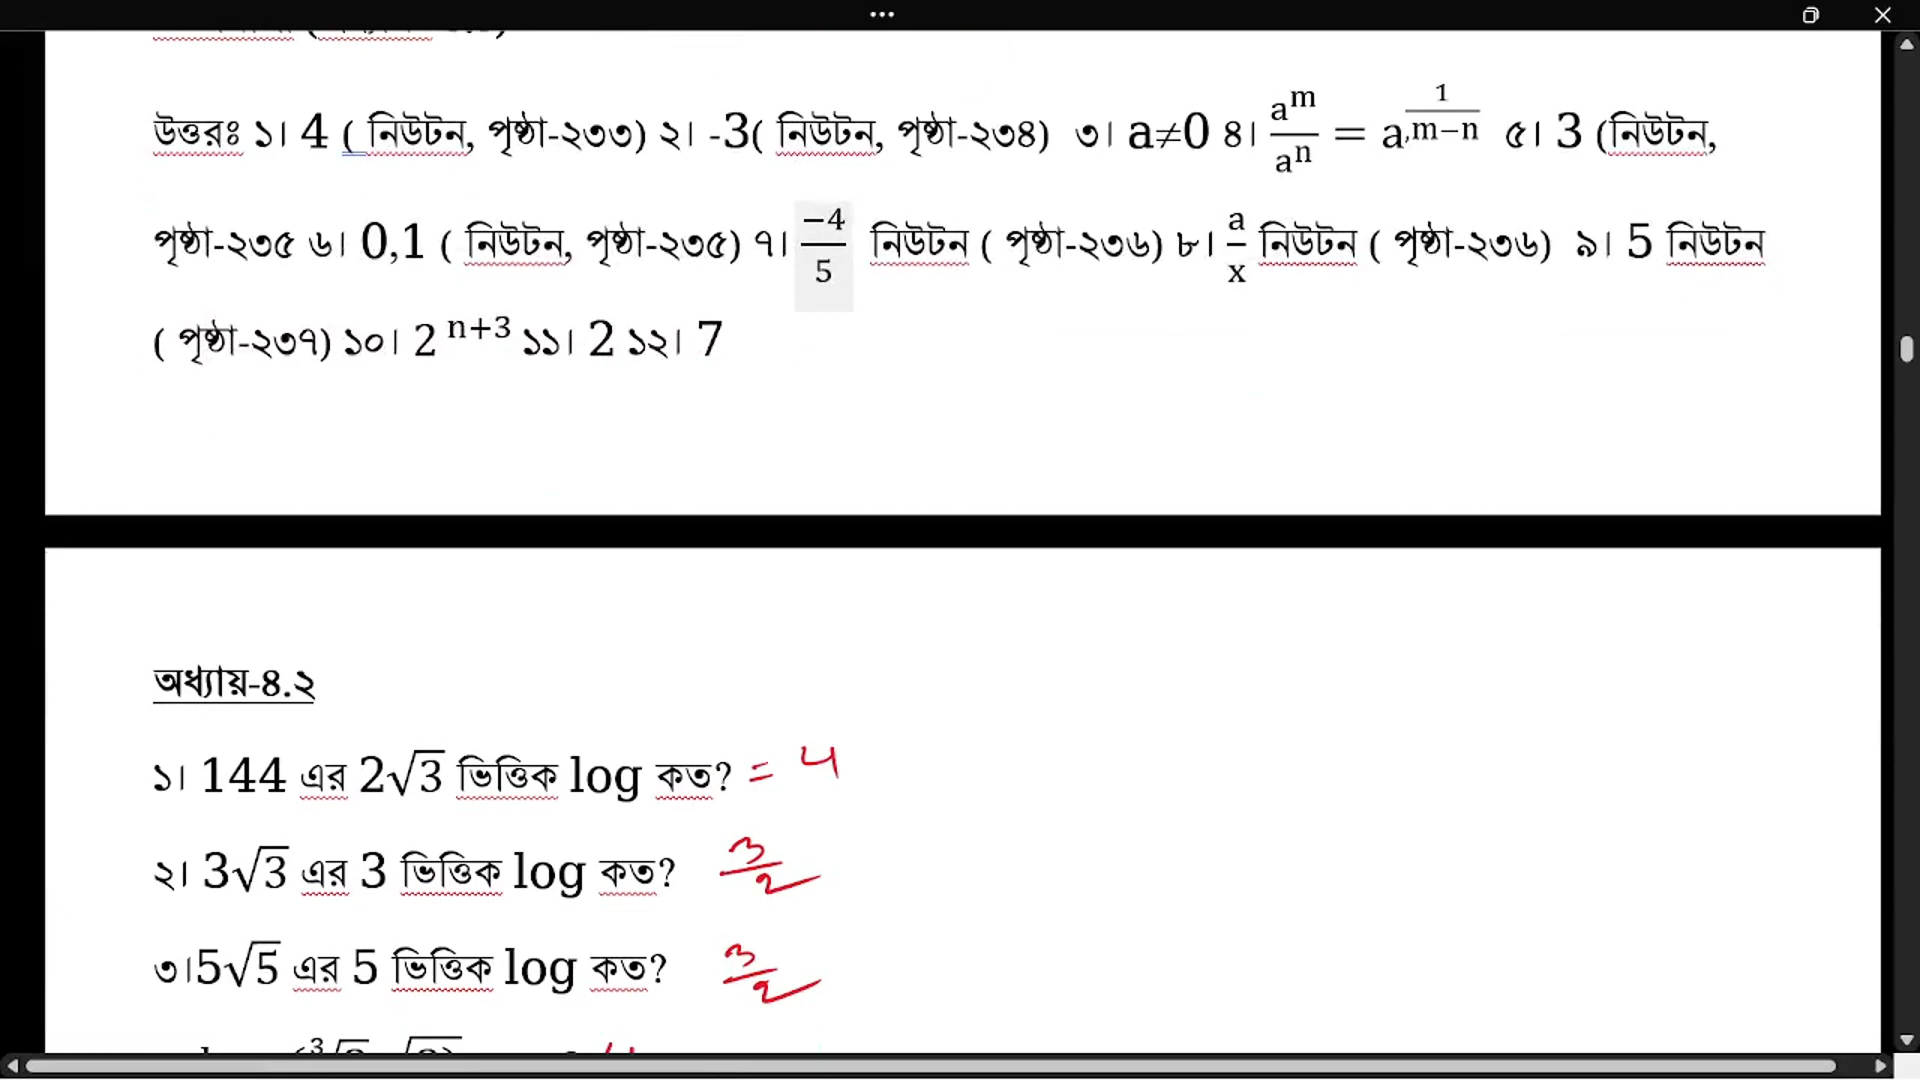 উত্তরঃ ১। 4 ( নিউটন, পৃষ্ঠা-২৩৩) ২। -3( নিউটন, পৃষ্ঠা-২৩৪) ৩। a≠0 ৪। a^m/a^n = a^(1/,m−n) ৫। 3 (নিউটন,
পৃষ্ঠা-২৩৫ ৬। 0,1 ( নিউটন, পৃষ্ঠা-২৩৫) ৭। −4/5 নিউটন ( পৃষ্ঠা-২৩৬) ৮। a/x নিউটন ( পৃষ্ঠা-২৩৬) ৯। 5 নিউটন
( পৃষ্ঠা-২৩৭) ১০। 2^(n+3) ১১। 2 ১২। 7
অধ্যায়-৪.২
১। 144 এর 2√3 ভিত্তিক log কত? = 4
২। 3√3 এর 3 ভিত্তিক log কত? 3/2
৩।5√5 এর 5 ভিত্তিক log কত? 3/2